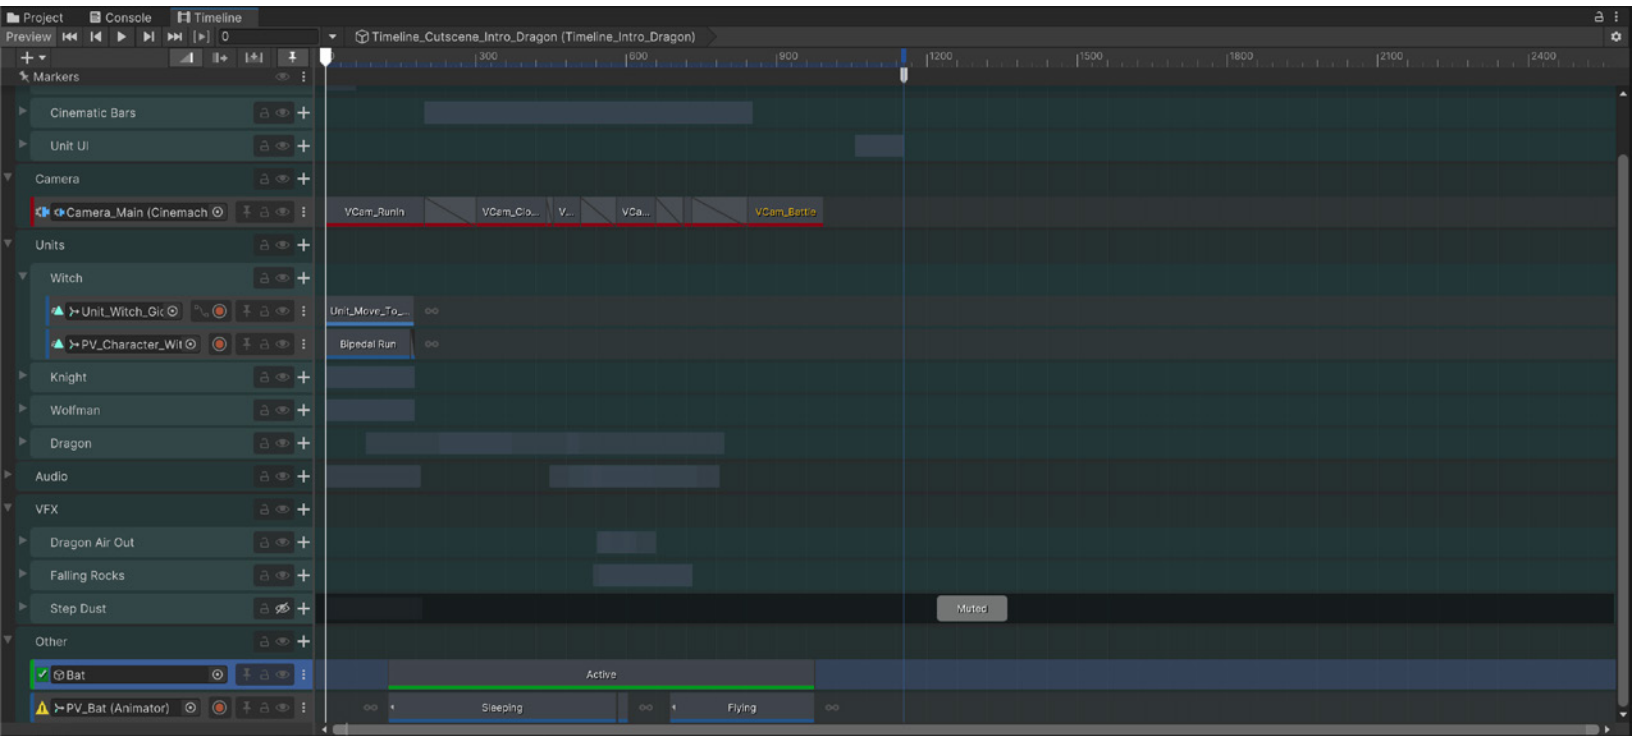 Project Console Timeline
Preview 0 Timeline_Cutscene_Intro_Dragon (Timeline_Intro_Dragon)
300 600 900 1200 1500 1800 2100 2400
Markers
Cinematic Bars
Unit UI
Camera
Camera_Main (Cinemach VCam_RunIn VCam_Clo... V... VCa... VCam_Battle
Units
Witch
Unit_Witch_Gic Unit_Move_To_...
PV_Character_Wit Bipedal Run
Knight
Wolfman
Dragon
Audio
VFX
Dragon Air Out
Falling Rocks
Step Dust Muted
Other
Bat Active
PV_Bat (Animator) Sleeping Flying